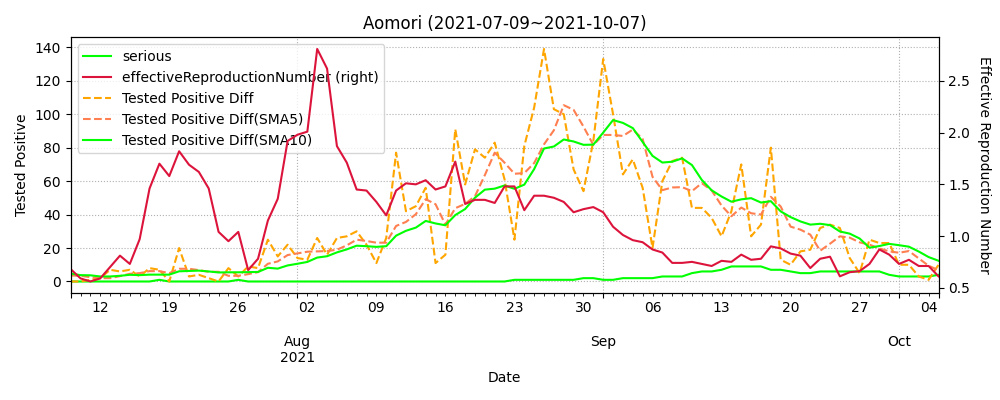 Aomori (2021-07-09~2021-10-07)
serious
effectiveReproductionNumber (right)
Tested Positive Diff
Tested Positive Diff(SMA5)
Tested Positive Diff(SMA10)
Tested Positive
140
120
100
80
60
40
20
0
Effective Reproduction Number
2.5
2.0
1.5
1.0
0.5
12 19 26 02 09 16 23 30 06 13 20 27 04
Aug Sep Oct
2021
Date